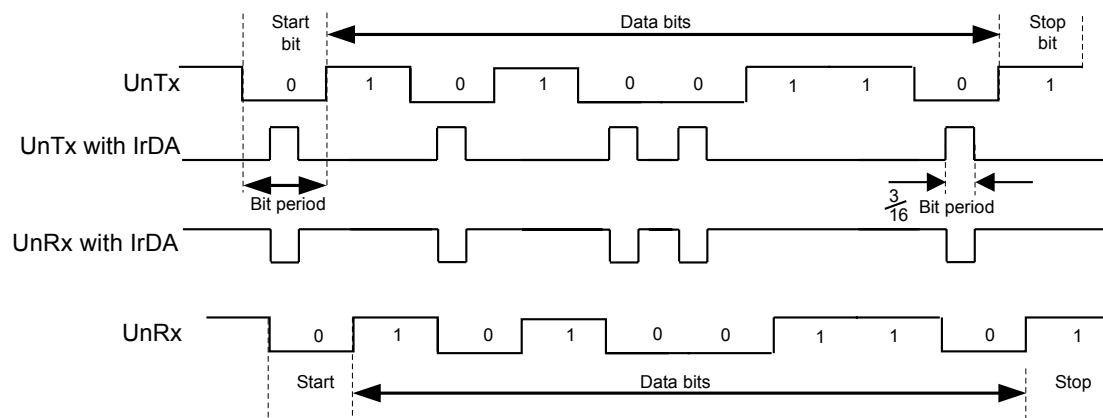 Start
bit
Data bits
Stop
bit
UnTx
0 1 0 1 0 0 1 1 0 1
UnTx with IrDA
Bit period
3/16 Bit period
UnRx with IrDA
UnRx
0 1 0 1 0 0 1 1 0 1
Start
Data bits
Stop